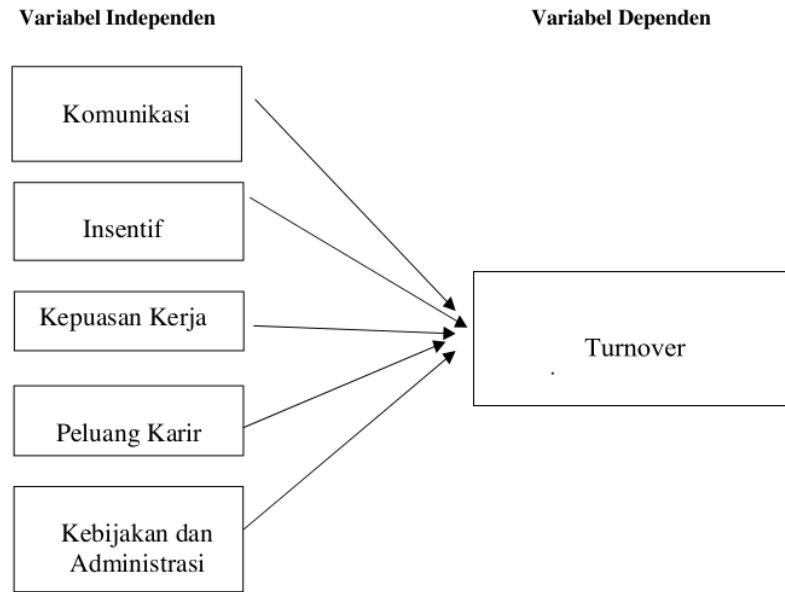 Variabel Independen
Variabel Dependen
Komunikasi
Insentif
Kepuasan Kerja
Peluang Karir
Kebijakan dan
Administrasi
Turnover
.